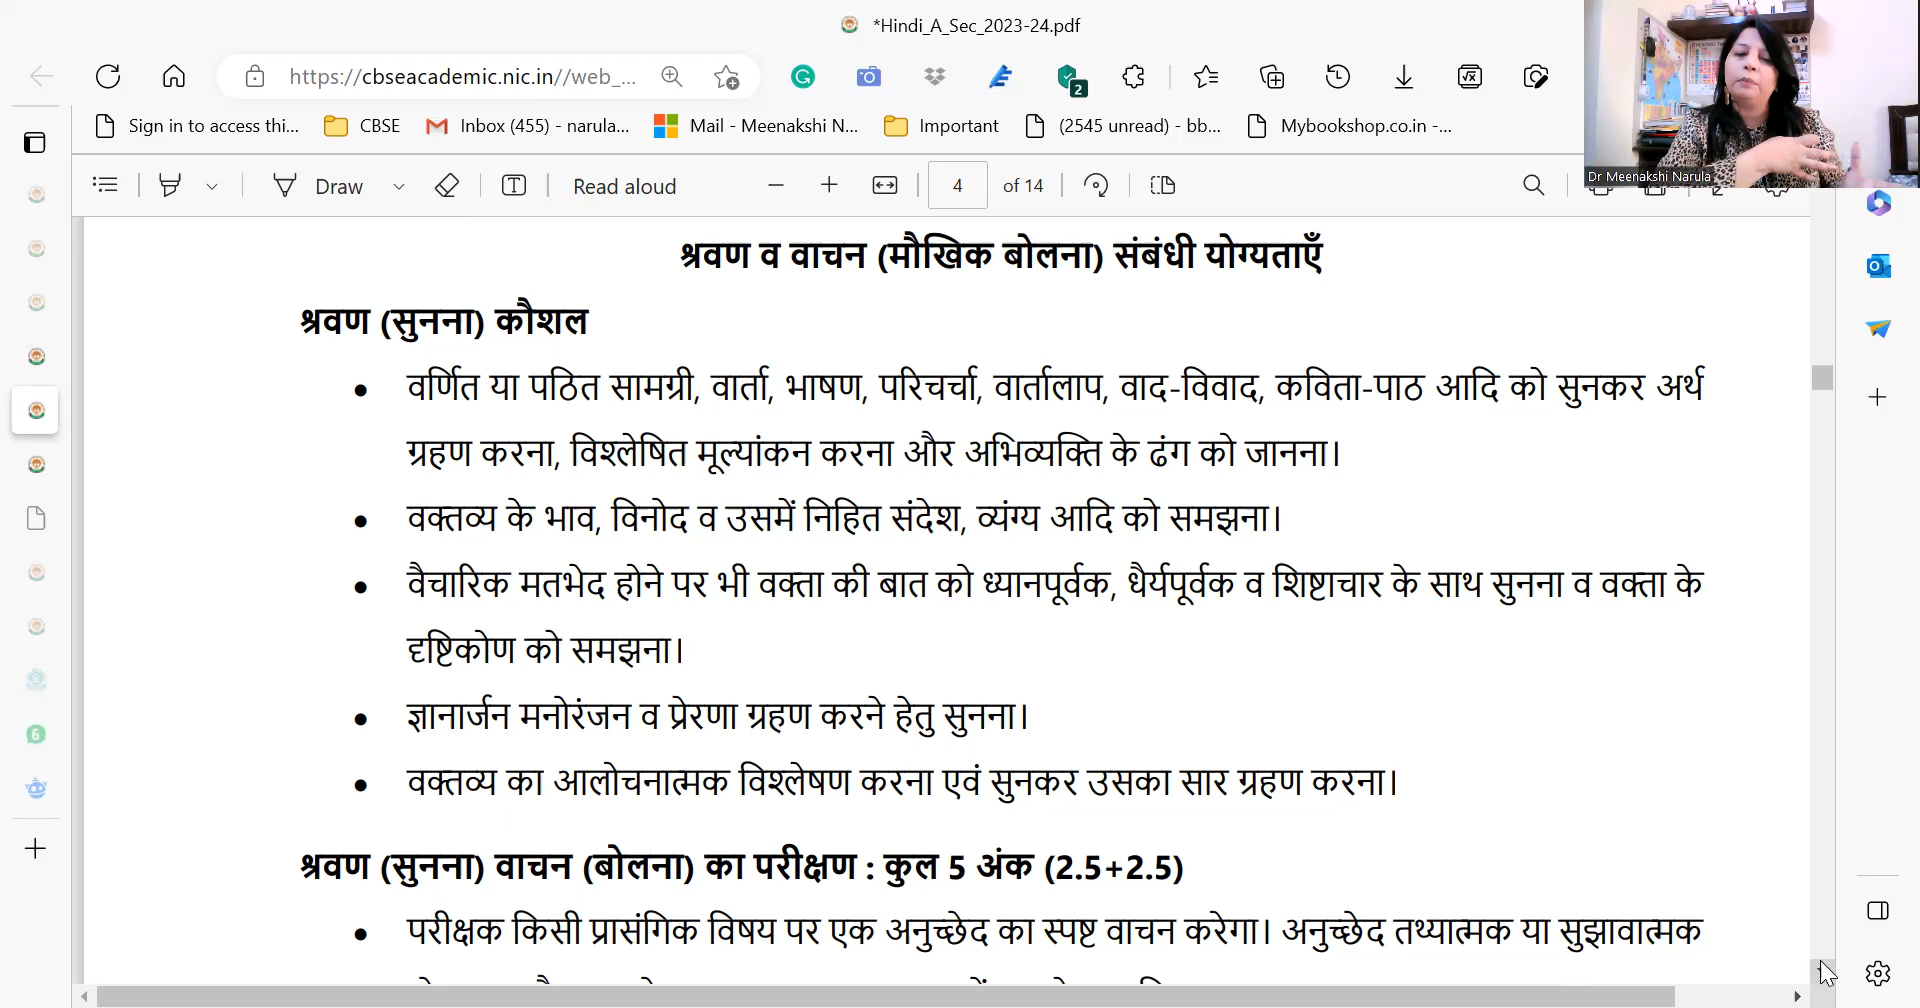 *Hindi_A_Sec_2023-24.pdf
https://cbseacademic.nic.in//web_...
2
Sign in to access thi...
CBSE
Inbox (455) - narula...
Mail - Meenakshi N...
Important
(2545 unread) - bb...
Mybookshop.co.in -...
Dr Meenakshi Narula
Draw
Read aloud
4
of 14
श्रवण व वाचन (मौखिक बोलना) संबंधी योग्यताएँ
श्रवण (सुनना) कौशल
• वर्णित या पठित सामग्री, वार्ता, भाषण, परिचर्चा, वार्तालाप, वाद-विवाद, कविता-पाठ आदि को सुनकर अर्थ
ग्रहण करना, विश्लेषित मूल्यांकन करना और अभिव्यक्ति के ढंग को जानना।
• वक्तव्य के भाव, विनोद व उसमें निहित संदेश, व्यंग्य आदि को समझना।
• वैचारिक मतभेद होने पर भी वक्ता की बात को ध्यानपूर्वक, धैर्यपूर्वक व शिष्टाचार के साथ सुनना व वक्ता के
दृष्टिकोण को समझना।
• ज्ञानार्जन मनोरंजन व प्रेरणा ग्रहण करने हेतु सुनना।
• वक्तव्य का आलोचनात्मक विश्लेषण करना एवं सुनकर उसका सार ग्रहण करना।
श्रवण (सुनना) वाचन (बोलना) का परीक्षण : कुल 5 अंक (2.5+2.5)
• परीक्षक किसी प्रासंगिक विषय पर एक अनुच्छेद का स्पष्ट वाचन करेगा। अनुच्छेद तथ्यात्मक या सुझावात्मक